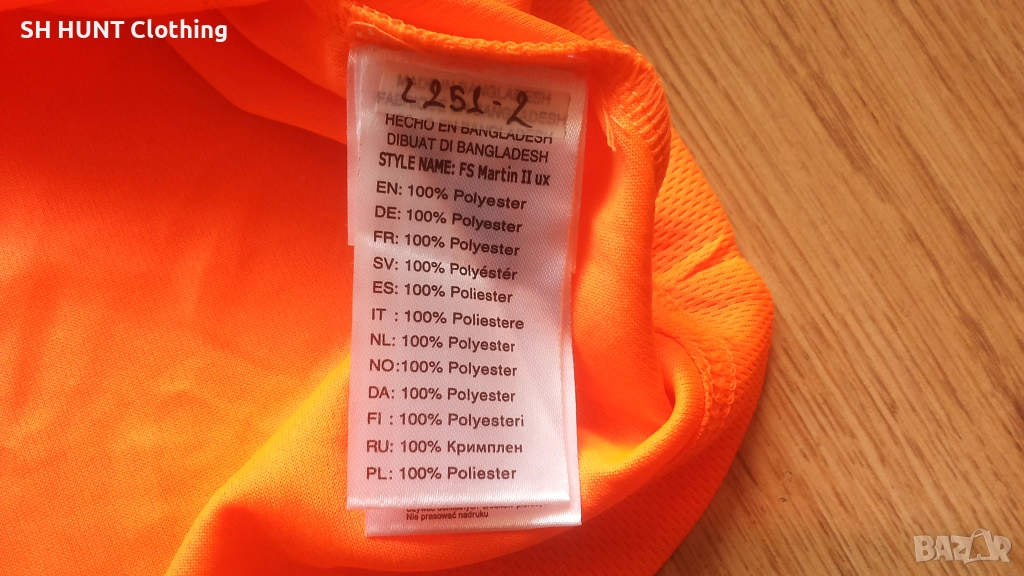 SH HUNT Clothing
MADE IN BANGLADESH
2251-2
HECHO EN BANGLADESH
DIBUAT DI BANGLADESH
STYLE NAME: FS Martin II ux
EN: 100% Polyester
DE: 100% Polyester
FR: 100% Polyester
SV: 100% Polyéstér
ES: 100% Poliester
IT : 100% Poliestere
NL: 100% Polyester
NO:100% Polyester
DA: 100% Polyester
FI : 100% Polyesteri
RU: 100% Кримплен
PL: 100% Poliester
Nie prasować nadruku
BAZAR